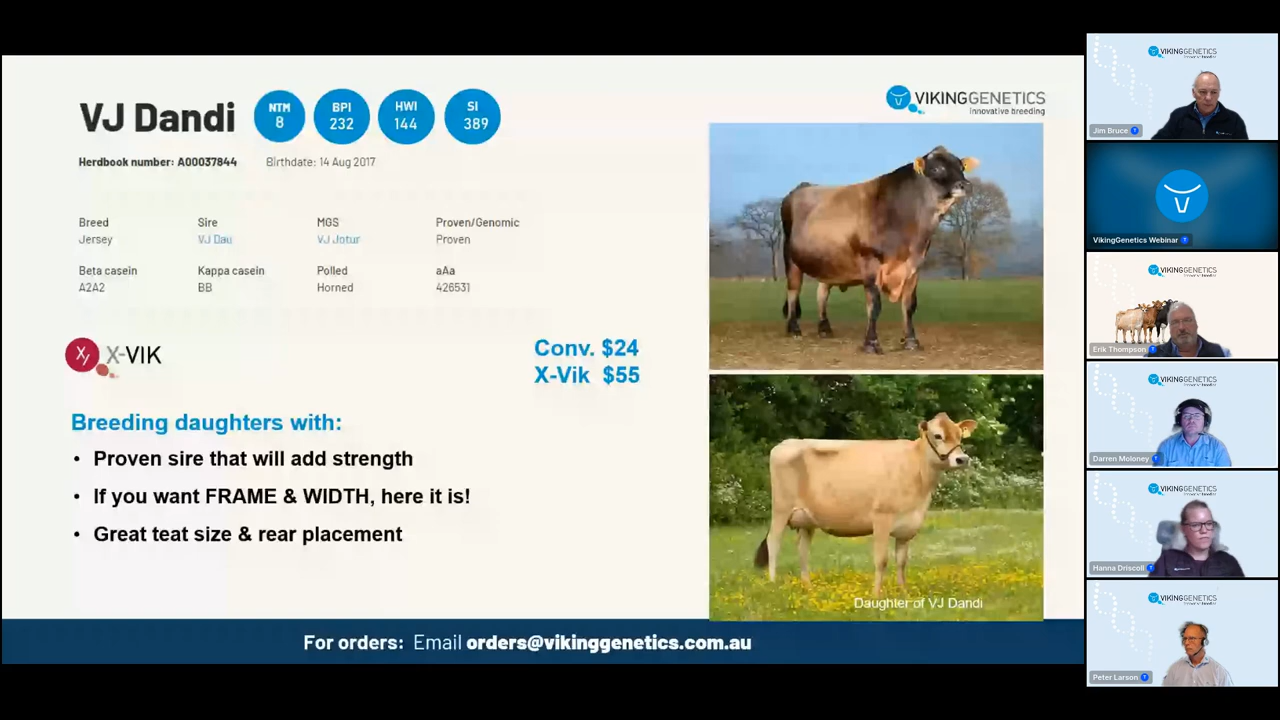 VJ Dandi
NTM
8
BPI
232
HWI
144
SI
389
VIKINGGENETICS
innovative breeding
Herdbook number: A00037844
Birthdate: 14 Aug 2017
Breed
Sire
MGS
Proven/Genomic
Jersey
VJ Dau
VJ Jotur
Proven
Beta casein
Kappa casein
Polled
aAa
A2A2
BB
Horned
426531
X-VIK
Conv. $24
X-Vik $55
Breeding daughters with:
• Proven sire that will add strength
• If you want FRAME & WIDTH, here it is!
• Great teat size & rear placement
Daughter of VJ Dandi
For orders: Email orders@vikinggenetics.com.au
VIKINGGENETICS
Jim Bruce
VikingGenetics Webinar
VIKINGGENETICS
Erik Thompson
VIKINGGENETICS
Darren Moloney
VIKINGGENETICS
Hanna Driscoll
VIKINGGENETICS
Peter Larson